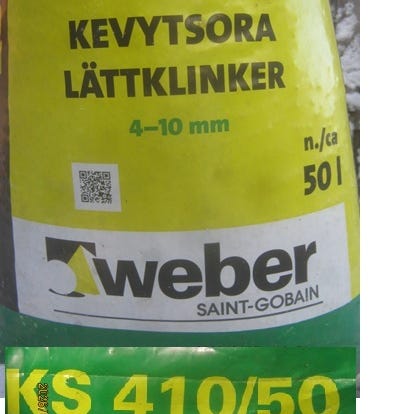 KEVYTSORA
LÄTTKLINKER
4–10 mm
n./ca
50 l
weber
SAINT-GOBAIN
KS 410/50